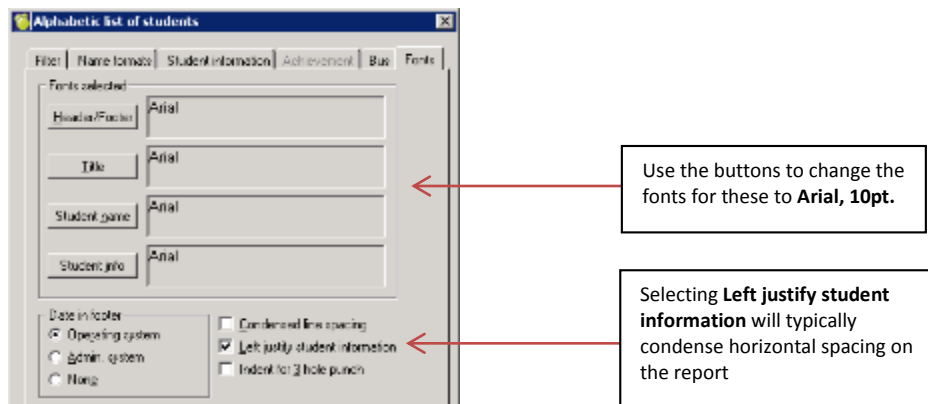 Alphabetic list of students
Filter Name formats Student information Achievement Bus Fonts
Fonts selected
Header/Footer Arial
Title Arial
Student name Arial
Student info Arial
Use the buttons to change the
fonts for these to Arial, 10pt.
Date in footer
Operating system
Admin. system
None
Condensed line spacing
Left justify student information
Indent for 3 hole punch
Selecting Left justify student
information will typically
condense horizontal spacing on
the report